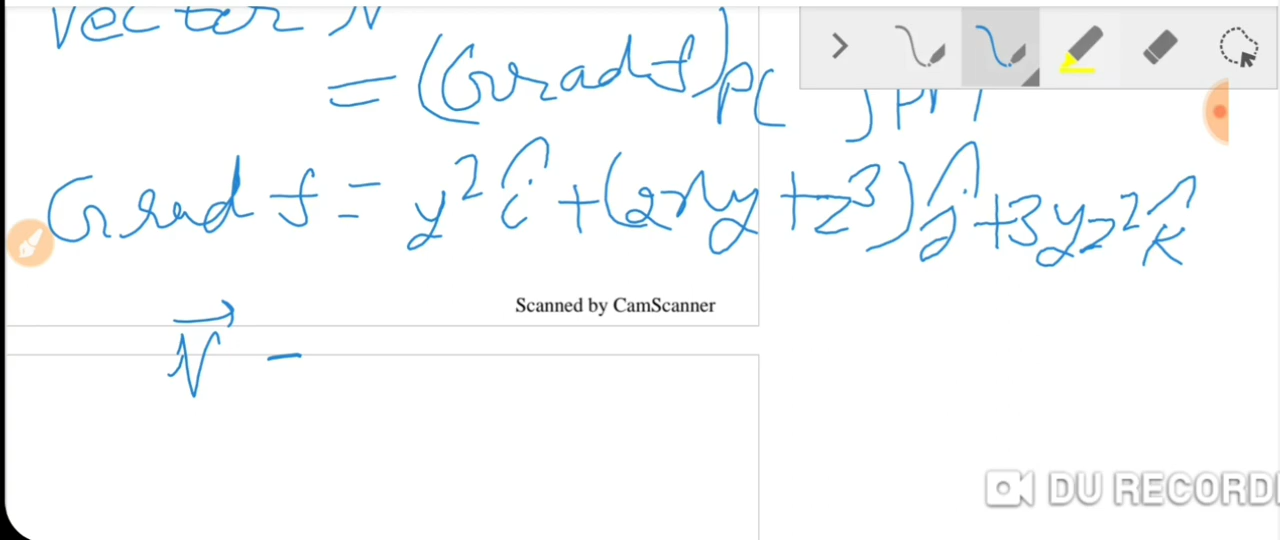 Vector N
= (Grad f)p(
Grad f = y² î + (2xy + z³) ĵ + 3yz² k̂
Scanned by CamScanner
N⃗ -
DU RECORD